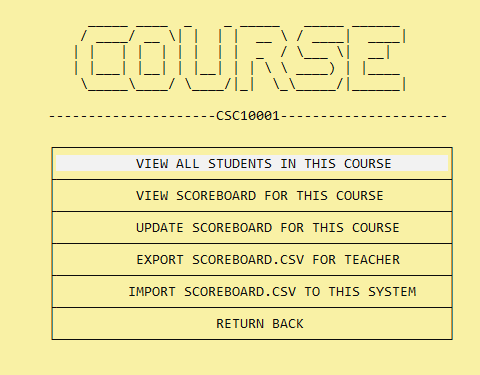 COURSE
---------------------CSC10001---------------------
VIEW ALL STUDENTS IN THIS COURSE
VIEW SCOREBOARD FOR THIS COURSE
UPDATE SCOREBOARD FOR THIS COURSE
EXPORT SCOREBOARD.CSV FOR TEACHER
IMPORT SCOREBOARD.CSV TO THIS SYSTEM
RETURN BACK